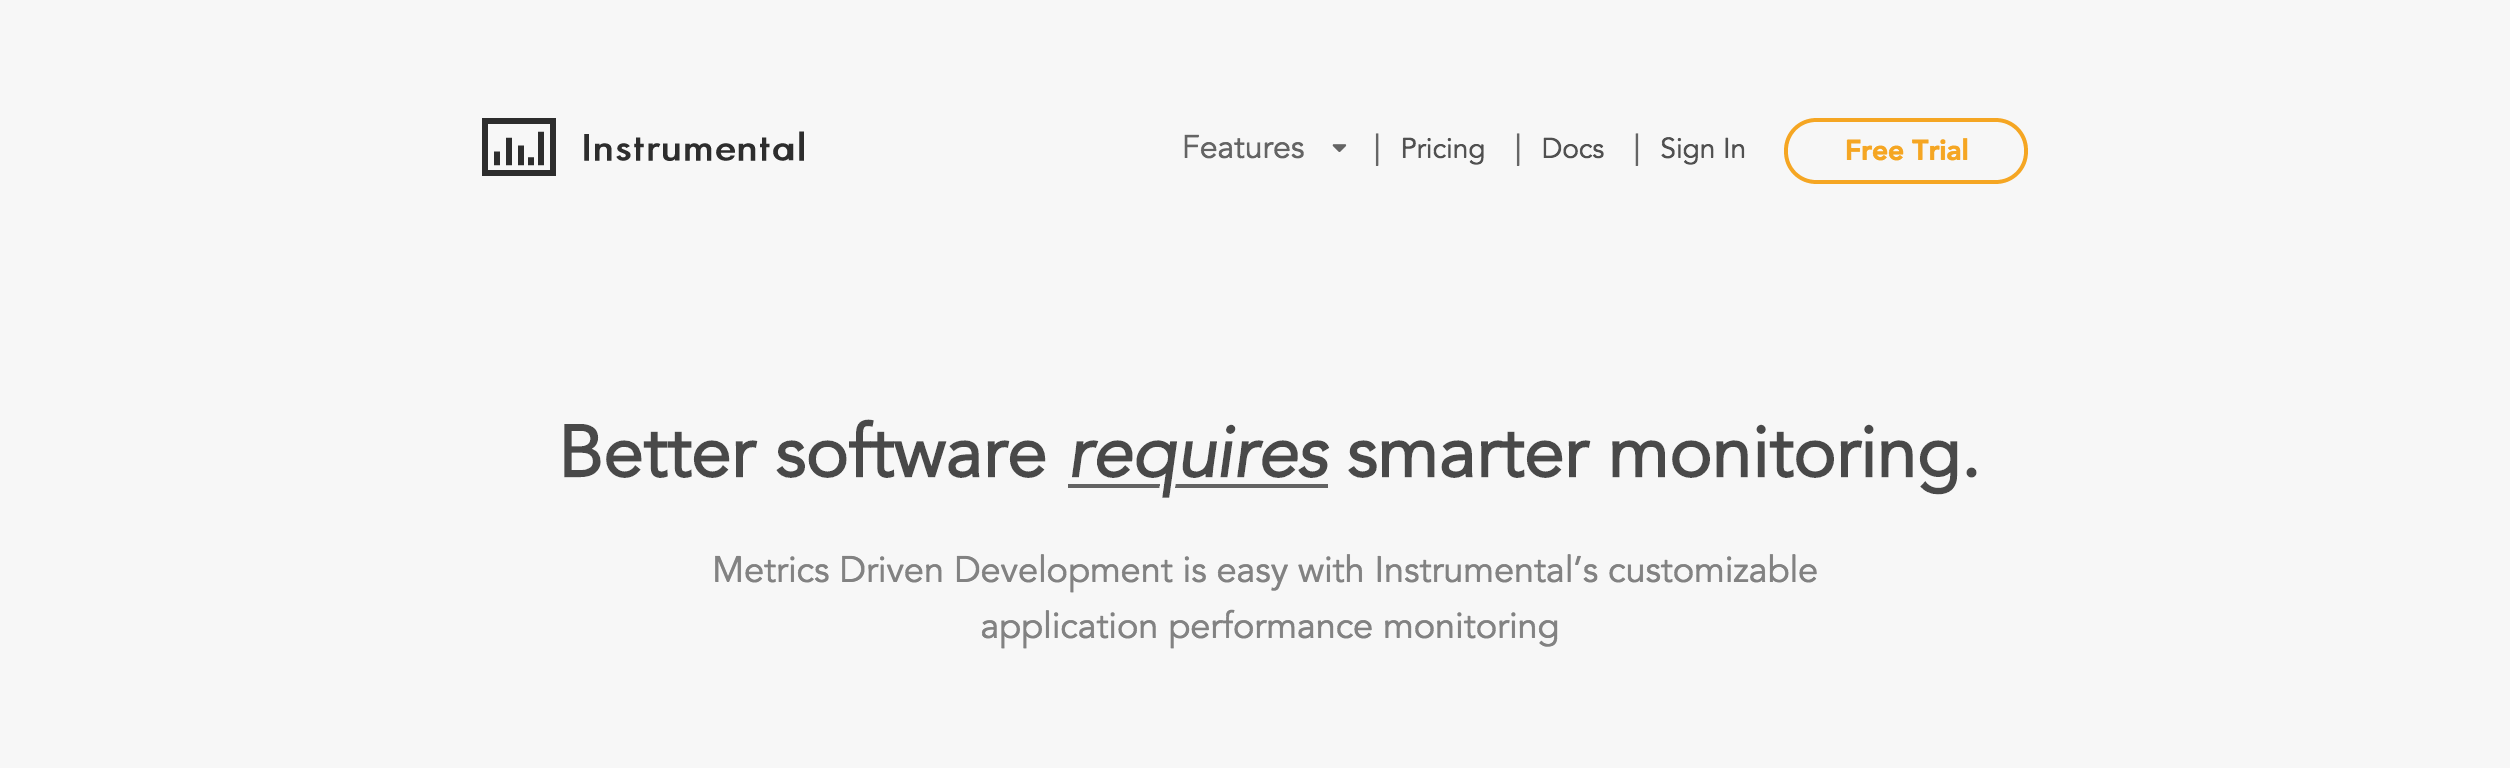 Instrumental
Features | Pricing | Docs | Sign In
Free Trial
Better software requires smarter monitoring.
Metrics Driven Development is easy with Instrumental’s customizable
application performance monitoring